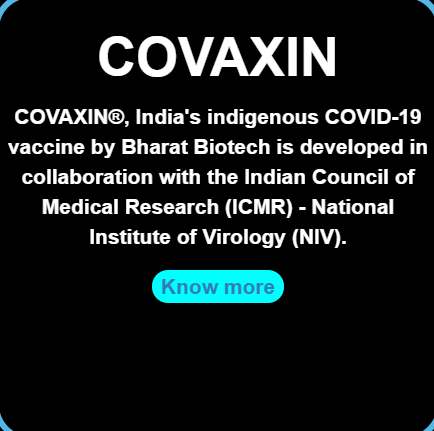 COVAXIN
COVAXIN®, India's indigenous COVID-19
vaccine by Bharat Biotech is developed in
collaboration with the Indian Council of
Medical Research (ICMR) - National
Institute of Virology (NIV).
Know more